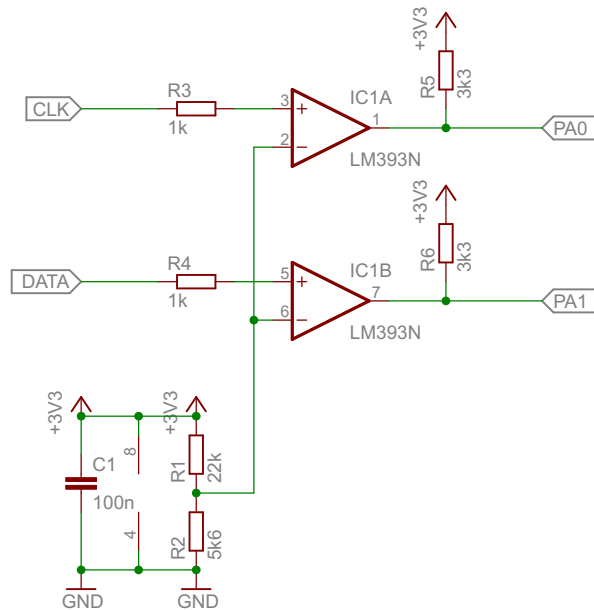 +3V3
R3
IC1A
R5
3k3
CLK
3
+
1
PA0
1k
2
−
LM393N
+3V3
R4
IC1B
R6
3k3
DATA
5
+
7
PA1
1k
6
−
LM393N
+3V3
+3V3
8
C1
R1
22k
100n
4
R2
5k6
GND
GND